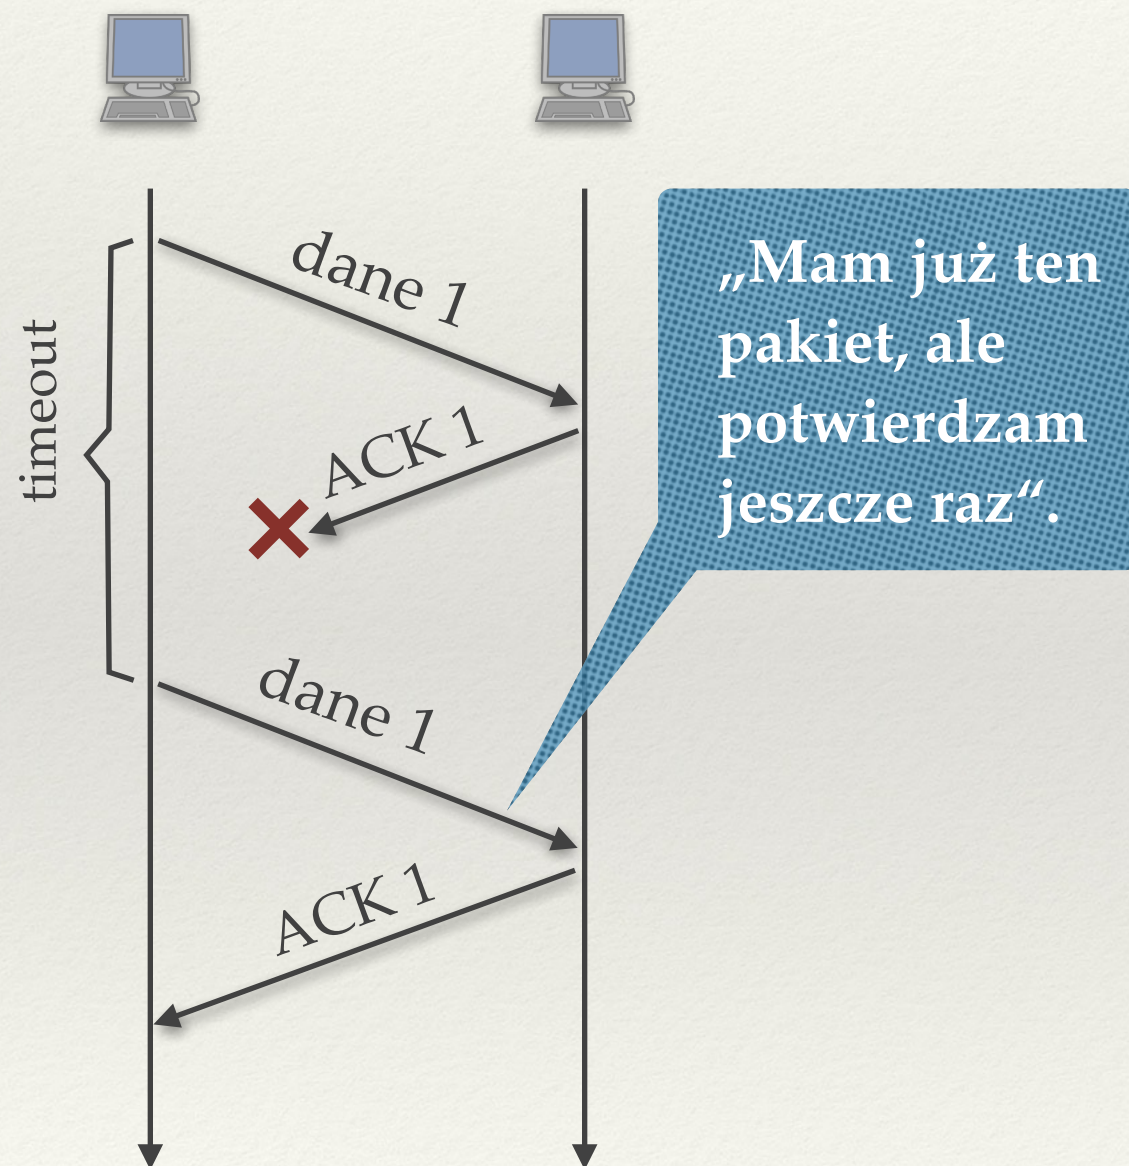 dane 1
„Mam już ten
pakiet, ale
potwierdzam
jeszcze raz“.
timeout
ACK 1
dane 1
ACK 1